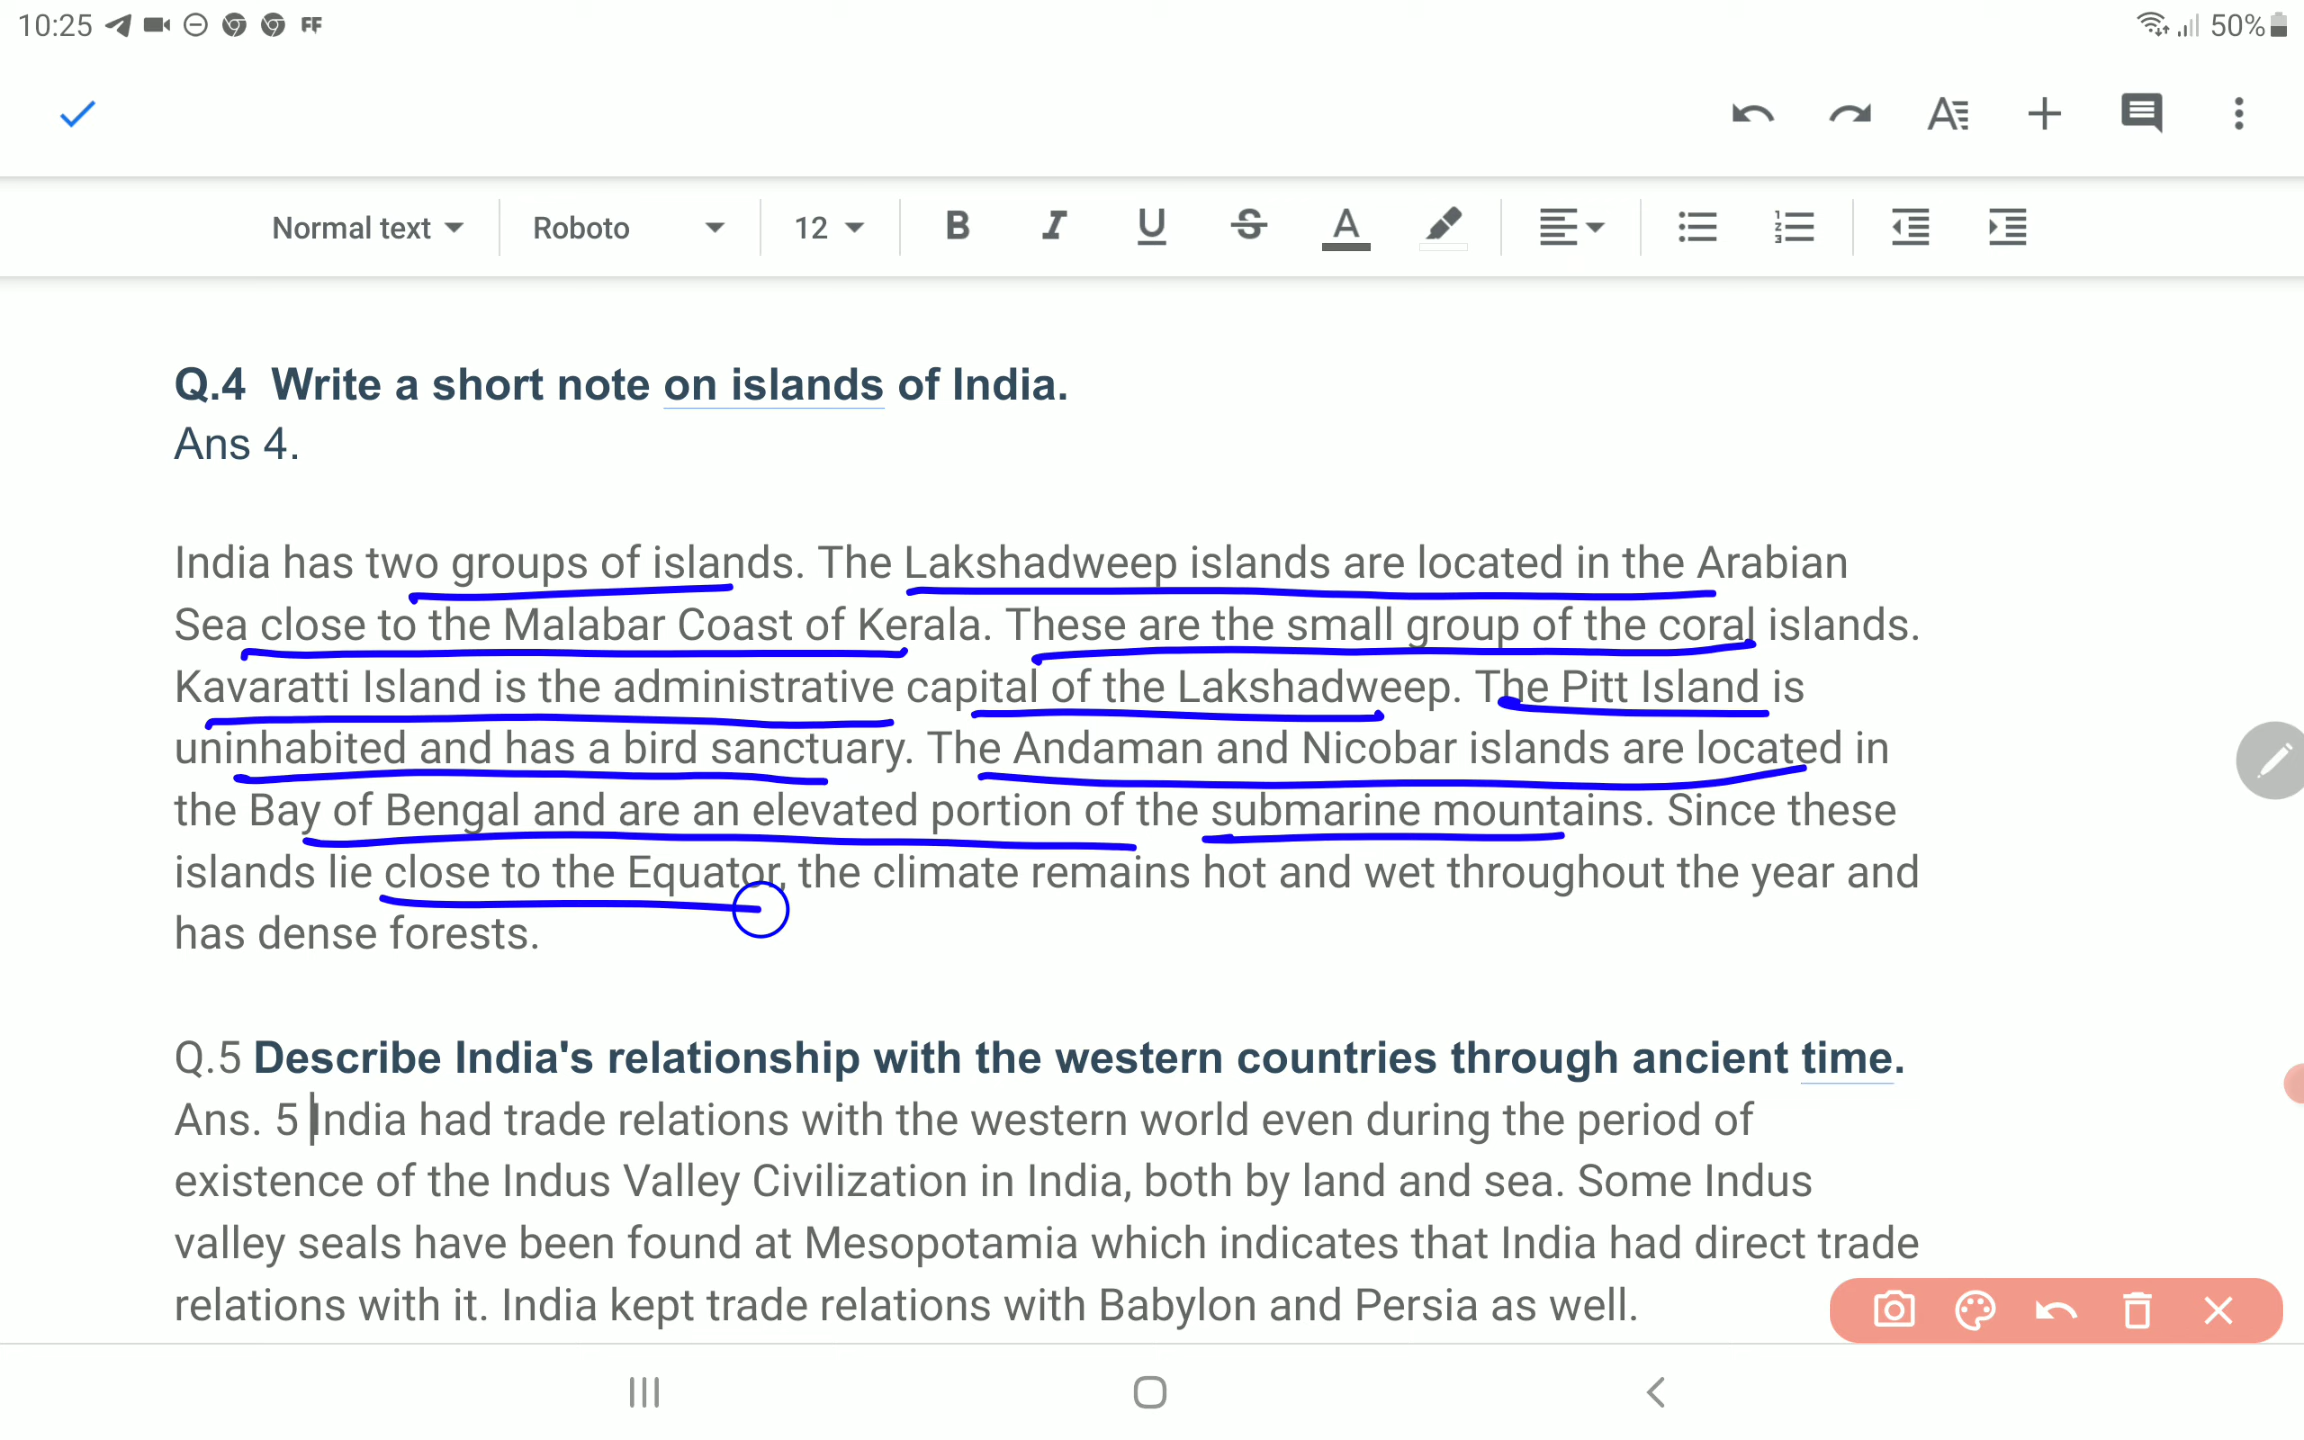 10:25 FF 50%
Normal text Roboto 12 B I U S A
Q.4 Write a short note on islands of India.
Ans 4.
India has two groups of islands. The Lakshadweep islands are located in the Arabian
Sea close to the Malabar Coast of Kerala. These are the small group of the coral islands.
Kavaratti Island is the administrative capital of the Lakshadweep. The Pitt Island is
uninhabited and has a bird sanctuary. The Andaman and Nicobar islands are located in
the Bay of Bengal and are an elevated portion of the submarine mountains. Since these
islands lie close to the Equator, the climate remains hot and wet throughout the year and
has dense forests.
Q.5 Describe India's relationship with the western countries through ancient time.
Ans. 5 India had trade relations with the western world even during the period of
existence of the Indus Valley Civilization in India, both by land and sea. Some Indus
valley seals have been found at Mesopotamia which indicates that India had direct trade
relations with it. India kept trade relations with Babylon and Persia as well.